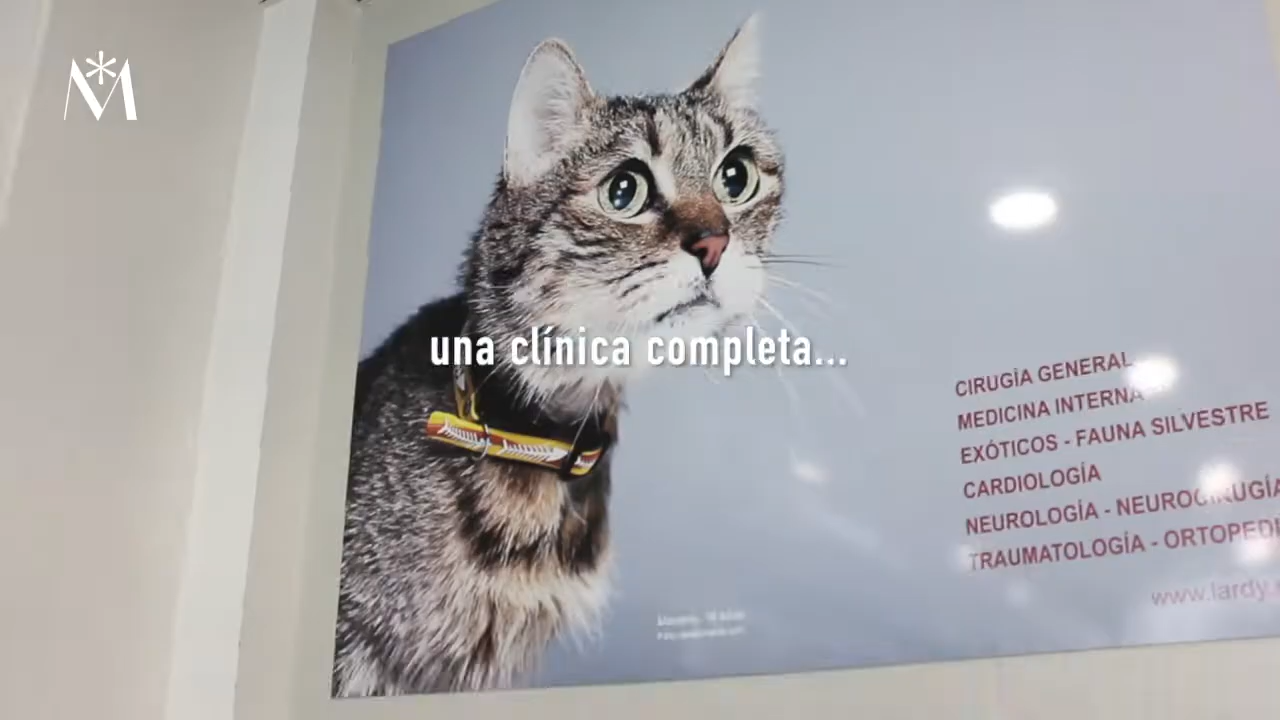 M
una clínica completa...
CIRUGÍA GENERAL
MEDICINA INTERNA
EXÓTICOS - FAUNA SILVESTRE
CARDIOLOGÍA
NEUROLOGÍA - NEUROCIRUGÍA
TRAUMATOLOGÍA - ORTOPEDI
www.lardy.